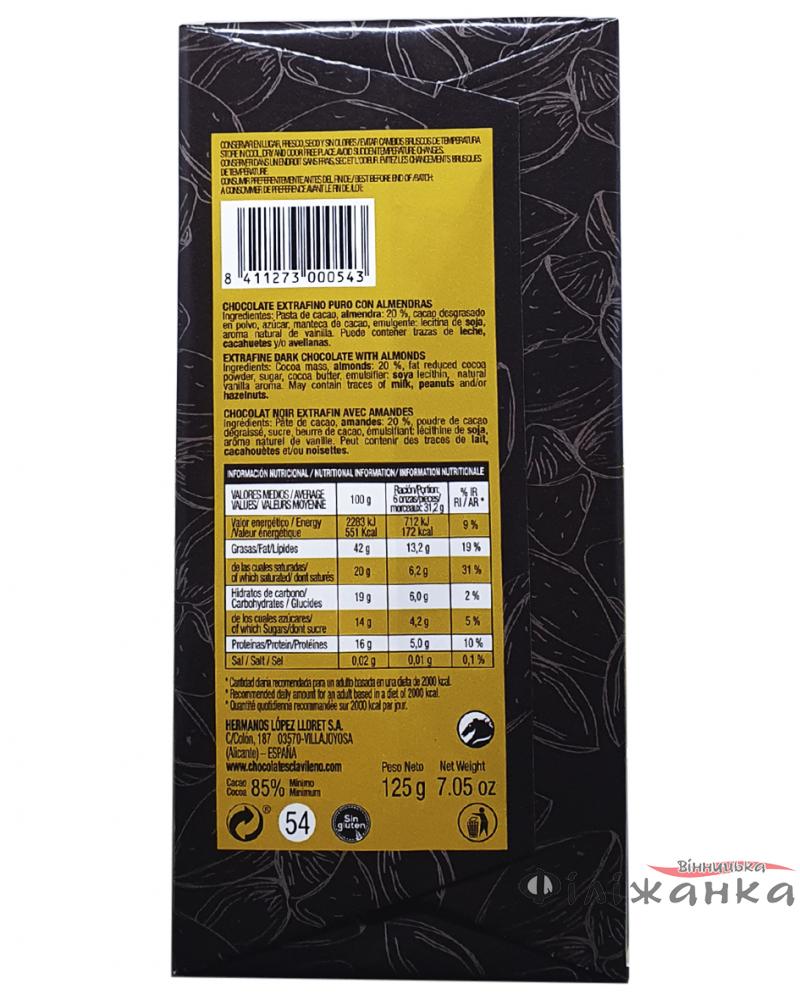 CONSERVAR EN LUGAR, FRESCO, SECO Y SIN OLORES / EVITAR CAMBIOS BRUSCOS DE TEMPERATURA
STORE IN COOL, DRY AND ODOR FREE PLACE. AVOID SUDDEN TEMPERATURE CHANGES.
CONSERVER DANS UN ENDROIT SANS FRAIS, SEC ET L'ODEUR. EVITEZ LES CHANGEMENTS BRUSQUES
DE TEMPÉRATURE
CONSUMIR PREFERENTEMENTE ANTES DEL FIN DE / BEST BEFORE END OF / BATCH:
A CONSOMMER DE PREFERENCE AVANT LE FIN DE /LOT:
8 411273 000543
CHOCOLATE EXTRAFINO PURO CON ALMENDRAS
Ingredientes: Pasta de cacao, almendra: 20 %, cacao desgrasado
en polvo, azúcar, manteca de cacao, emulgente: lecitina de soja,
aroma natural de vainilla. Puede contener trazas de leche,
cacahuetes y/o avellanas.
EXTRAFINE DARK CHOCOLATE WITH ALMONDS
Ingredients: Cocoa mass, almonds: 20 %, fat reduced cocoa
powder, sugar, cocoa butter, emulsifier: soya lecithin, natural
vanilla aroma. May contain traces of milk, peanuts and/or
hazelnuts.
CHOCOLAT NOIR EXTRAFIN AVEC AMANDES
Ingrédients: Pâte de cacao, amandes: 20 %, poudre de cacao
dégraissé, sucre, beurre de cacao, émulsifiant: lécithine de soja,
arôme naturel de vanille. Peut contenir des traces de lait,
cacahouètes et/ou noisettes.
INFORMACIÓN NUTRICIONAL / NUTRITIONAL INFORMATION / INFORMATION NUTRITIONALE
VALORES MEDIOS / AVERAGE VALUES/ VALEURS MOYENNE 100 g Ración/Portion: 6 onzas/pieces/ morceaux: 31,2 g % IR RI / AR *
Valor energético / Energy /Valeur énergétique 2283 kJ 551 Kcal 712 kJ 172 kcal 9 %
Grasas/Fat/Lípides 42 g 13,2 g 19 %
de las cuales saturadas/ of which saturated/ dont saturés 20 g 6,2 g 31 %
Hidratos de carbono/ Carbohydrates / Glucides 19 g 6,0 g 2 %
de los cuales azúcares/ of which Sugars/dont sucre 14 g 4,2 g 5 %
Proteínas/Protein/Protéines 16 g 5,0 g 10 %
Sal / Salt / Sel 0,02 g 0,01 g 0,1 %
* Cantidad diaria recomendada para un adulto basada en una dieta de 2000 kcal.
* Recommended daily amount for an adult based in a diet of 2000 kcal.
* Quantité quotidienne recommandée sur 2000 kcal par jour.
HERMANOS LÓPEZ LLORET S.A.
C/Colón, 187 03570-VILLAJOYOSA
(Alicante) – ESPAÑA
www.chocolatesclavileno.com
Cacao Cocoa 85% Mínimo Minimum
Peso Neto Net Weight
125 g 7.05 oz
®
54
Sin gluten
Вінницька
Філіжанка